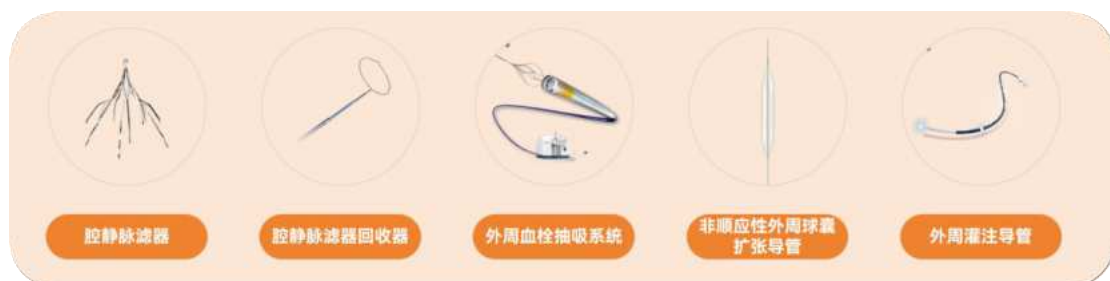 腔静脉滤器
腔静脉滤器回收器
外周血栓抽吸系统
非顺应性外周球囊
扩张导管
外周灌注导管